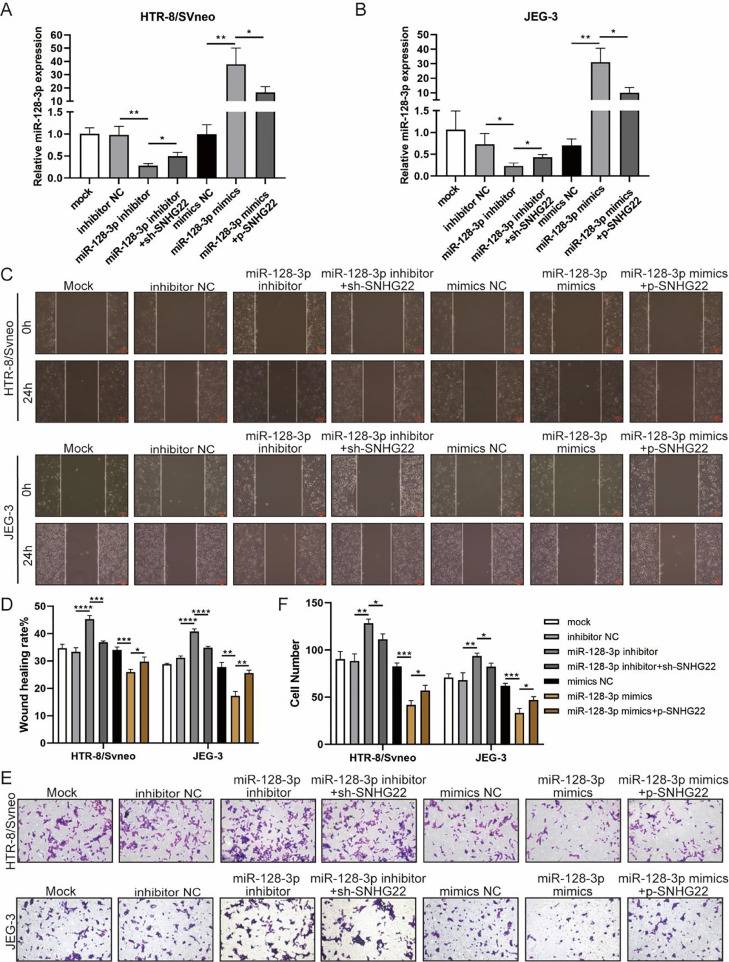 A
HTR-8/SVneo
Relative miR-128-3p expression
60
50
40
30
20
10
1.5
1.0
0.5
0.0
**
*
**
*
mock
inhibitor NC
miR-128-3p inhibitor
miR-128-3p inhibitor
+sh-SNHG22
mimics NC
miR-128-3p mimics
miR-128-3p mimics
+p-SNHG22
B
JEG-3
Relative miR-128-3p expression
50
40
30
20
10
1.5
1.0
0.5
0.0
*
*
**
*
mock
inhibitor NC
miR-128-3p inhibitor
miR-128-3p inhibitor
+sh-SNHG22
mimics NC
miR-128-3p mimics
miR-128-3p mimics
+p-SNHG22
C
Mock
inhibitor NC
miR-128-3p
inhibitor
miR-128-3p inhibitor
+sh-SNHG22
mimics NC
miR-128-3p
mimics
miR-128-3p mimics
+p-SNHG22
HTR-8/Svneo
0h
24h
Mock
inhibitor NC
miR-128-3p
inhibitor
miR-128-3p inhibitor
+sh-SNHG22
mimics NC
miR-128-3p
mimics
miR-128-3p mimics
+p-SNHG22
JEG-3
0h
24h
D
Wound healing rate%
50
40
30
20
10
0
****
***
***
*
****
****
**
**
HTR-8/Svneo
JEG-3
F
Cell Number
150
100
50
0
**
*
***
*
**
*
***
*
HTR-8/Svneo
JEG-3
mock
inhibitor NC
miR-128-3p inhibitor
miR-128-3p inhibitor+sh-SNHG22
mimics NC
miR-128-3p mimics
miR-128-3p mimics+p-SNHG22
E
Mock
inhibitor NC
miR-128-3p
inhibitor
miR-128-3p inhibitor
+sh-SNHG22
mimics NC
miR-128-3p
mimics
miR-128-3p mimics
+p-SNHG22
HTR-8/Svneo
Mock
inhibitor NC
miR-128-3p
inhibitor
miR-128-3p inhibitor
+sh-SNHG22
mimics NC
miR-128-3p
mimics
miR-128-3p mimics
+p-SNHG22
JEG-3